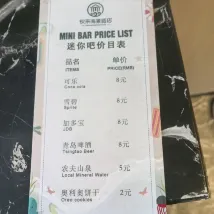 MINI BAR PRICE LIST
迷你吧价目表
品名 单价
ITEMS PRICE(RMB)
可乐 8元
Coca cola
雪碧 8元
Sprite
加多宝 8元
JDB
青岛啤酒 8元
Tsingtao Beer
农夫山泉 5元
Local Mineral Water
奥利奥饼干 2元
Oreo cookies